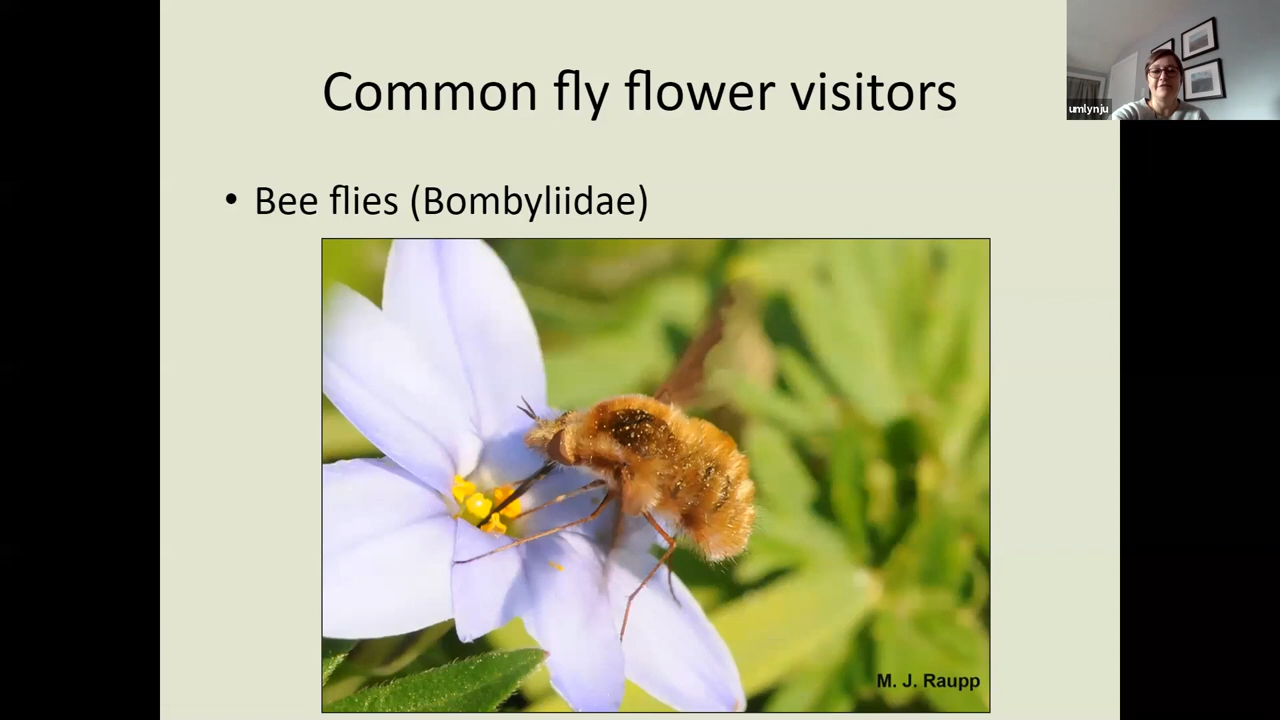 Common fly flower visitors
umlynju
• Bee flies (Bombyliidae)
M. J. Raupp